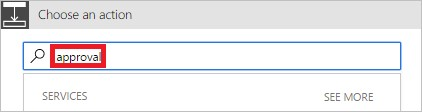 Choose an action
approval
SERVICES SEE MORE